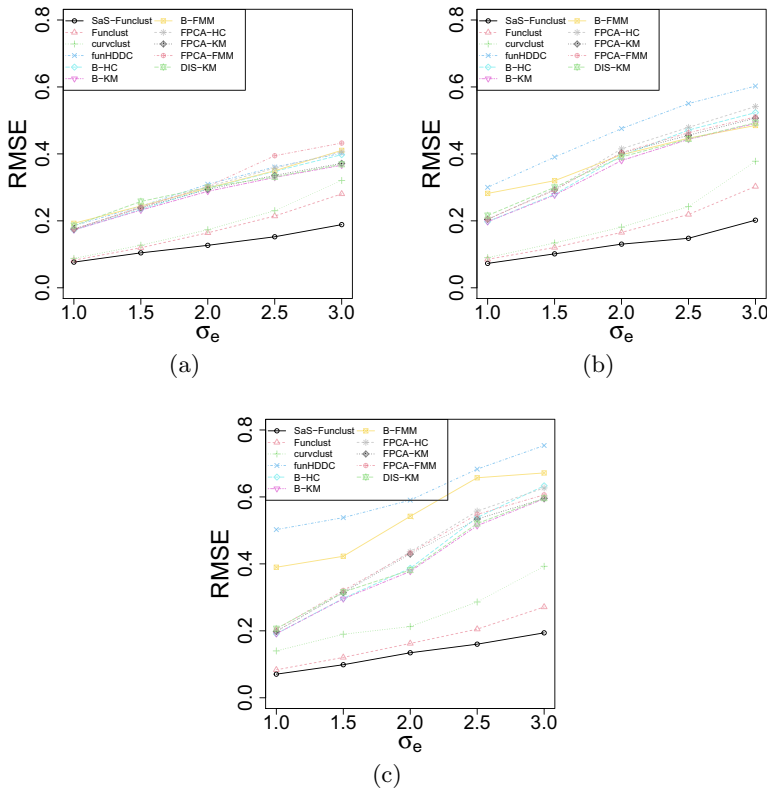 SaS−Funclust
Funclust
curvclust
funHDDC
B−HC
B−KM
B−FMM
FPCA−HC
FPCA−KM
FPCA−FMM
DIS−KM
RMSE
0.8
0.6
0.4
0.2
0.0
1.0 1.5 2.0 2.5 3.0
σe
(a)
SaS−Funclust
Funclust
curvclust
funHDDC
B−HC
B−KM
B−FMM
FPCA−HC
FPCA−KM
FPCA−FMM
DIS−KM
RMSE
0.8
0.6
0.4
0.2
0.0
1.0 1.5 2.0 2.5 3.0
σe
(b)
SaS−Funclust
Funclust
curvclust
funHDDC
B−HC
B−KM
B−FMM
FPCA−HC
FPCA−KM
FPCA−FMM
DIS−KM
RMSE
0.8
0.6
0.4
0.2
0.0
1.0 1.5 2.0 2.5 3.0
σe
(c)